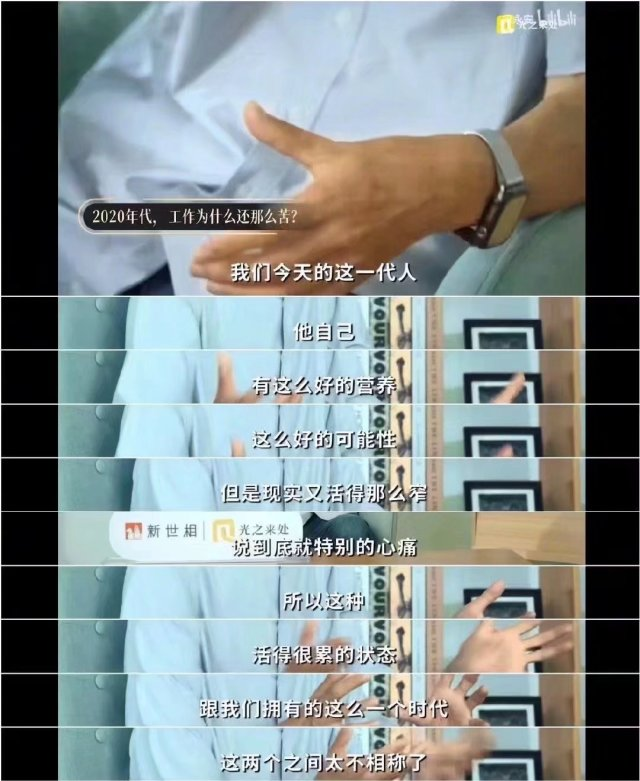 光之来处
2020年代，工作为什么还那么苦？
我们今天的这一代人
他自己
有这么好的营养
这么好的可能性
但是现实又活得那么窄
新世相
光之来处
说到底就特别的心痛
所以这种
活得很累的状态
跟我们拥有的这么一个时代
这两个之间太不相称了